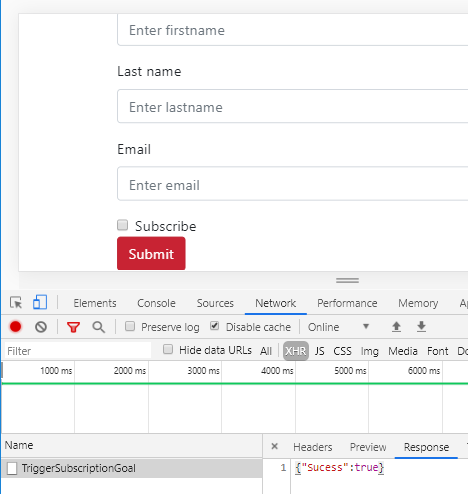 Enter firstname
Last name
Enter lastname
Email
Enter email
Subscribe
Submit
Elements Console Sources Network Performance Memory Ap
Preserve log Disable cache Online
Filter Hide data URLs All XHR JS CSS Img Media Font Do
1000 ms 2000 ms 3000 ms 4000 ms 5000 ms 6000 ms
Name × Headers Preview Response
TriggerSubscriptionGoal 1 {"Sucess":true}